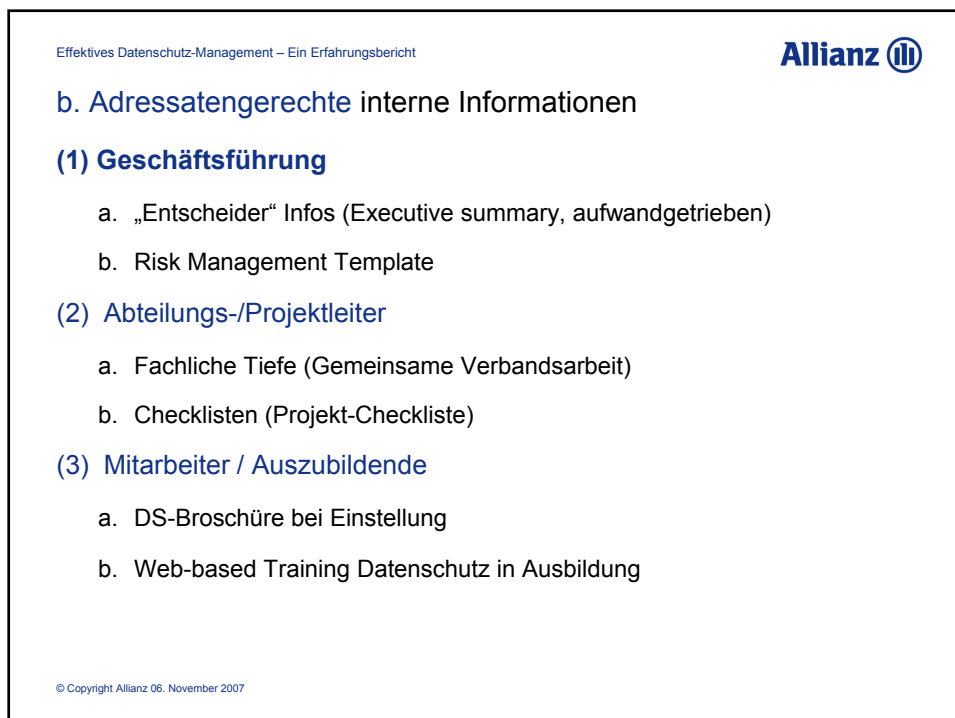 Effektives Datenschutz-Management – Ein Erfahrungsbericht
Allianz
b. Adressatengerechte interne Informationen
(1) Geschäftsführung
a. „Entscheider“ Infos (Executive summary, aufwandgetrieben)
b. Risk Management Template
(2) Abteilungs-/Projektleiter
a. Fachliche Tiefe (Gemeinsame Verbandsarbeit)
b. Checklisten (Projekt-Checkliste)
(3) Mitarbeiter / Auszubildende
a. DS-Broschüre bei Einstellung
b. Web-based Training Datenschutz in Ausbildung
© Copyright Allianz 06. November 2007